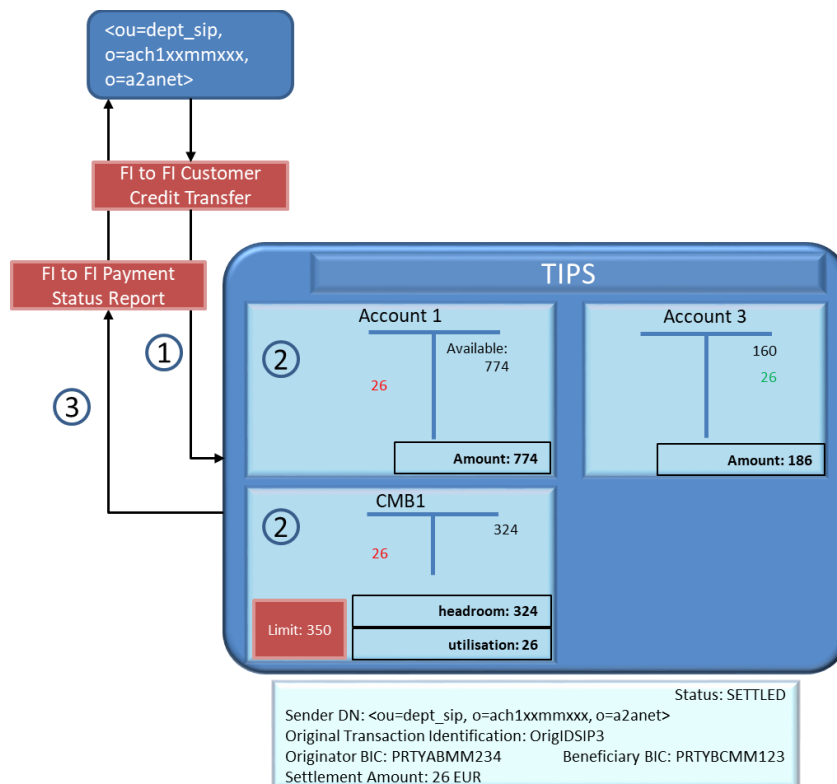 <ou=dept_sip,
o=ach1xxmmxxx,
o=a2anet>
FI to FI Customer
Credit Transfer
FI to FI Payment
Status Report
1
3
TIPS
Account 1
2
Available:
774
26
Amount: 774
Account 3
160
26
Amount: 186
CMB1
2
324
26
Limit: 350
headroom: 324
utilisation: 26
Status: SETTLED
Sender DN: <ou=dept_sip, o=ach1xxmmxxx, o=a2anet>
Original Transaction Identification: OrigIDSIP3
Originator BIC: PRTYABMM234 Beneficiary BIC: PRTYBCMM123
Settlement Amount: 26 EUR